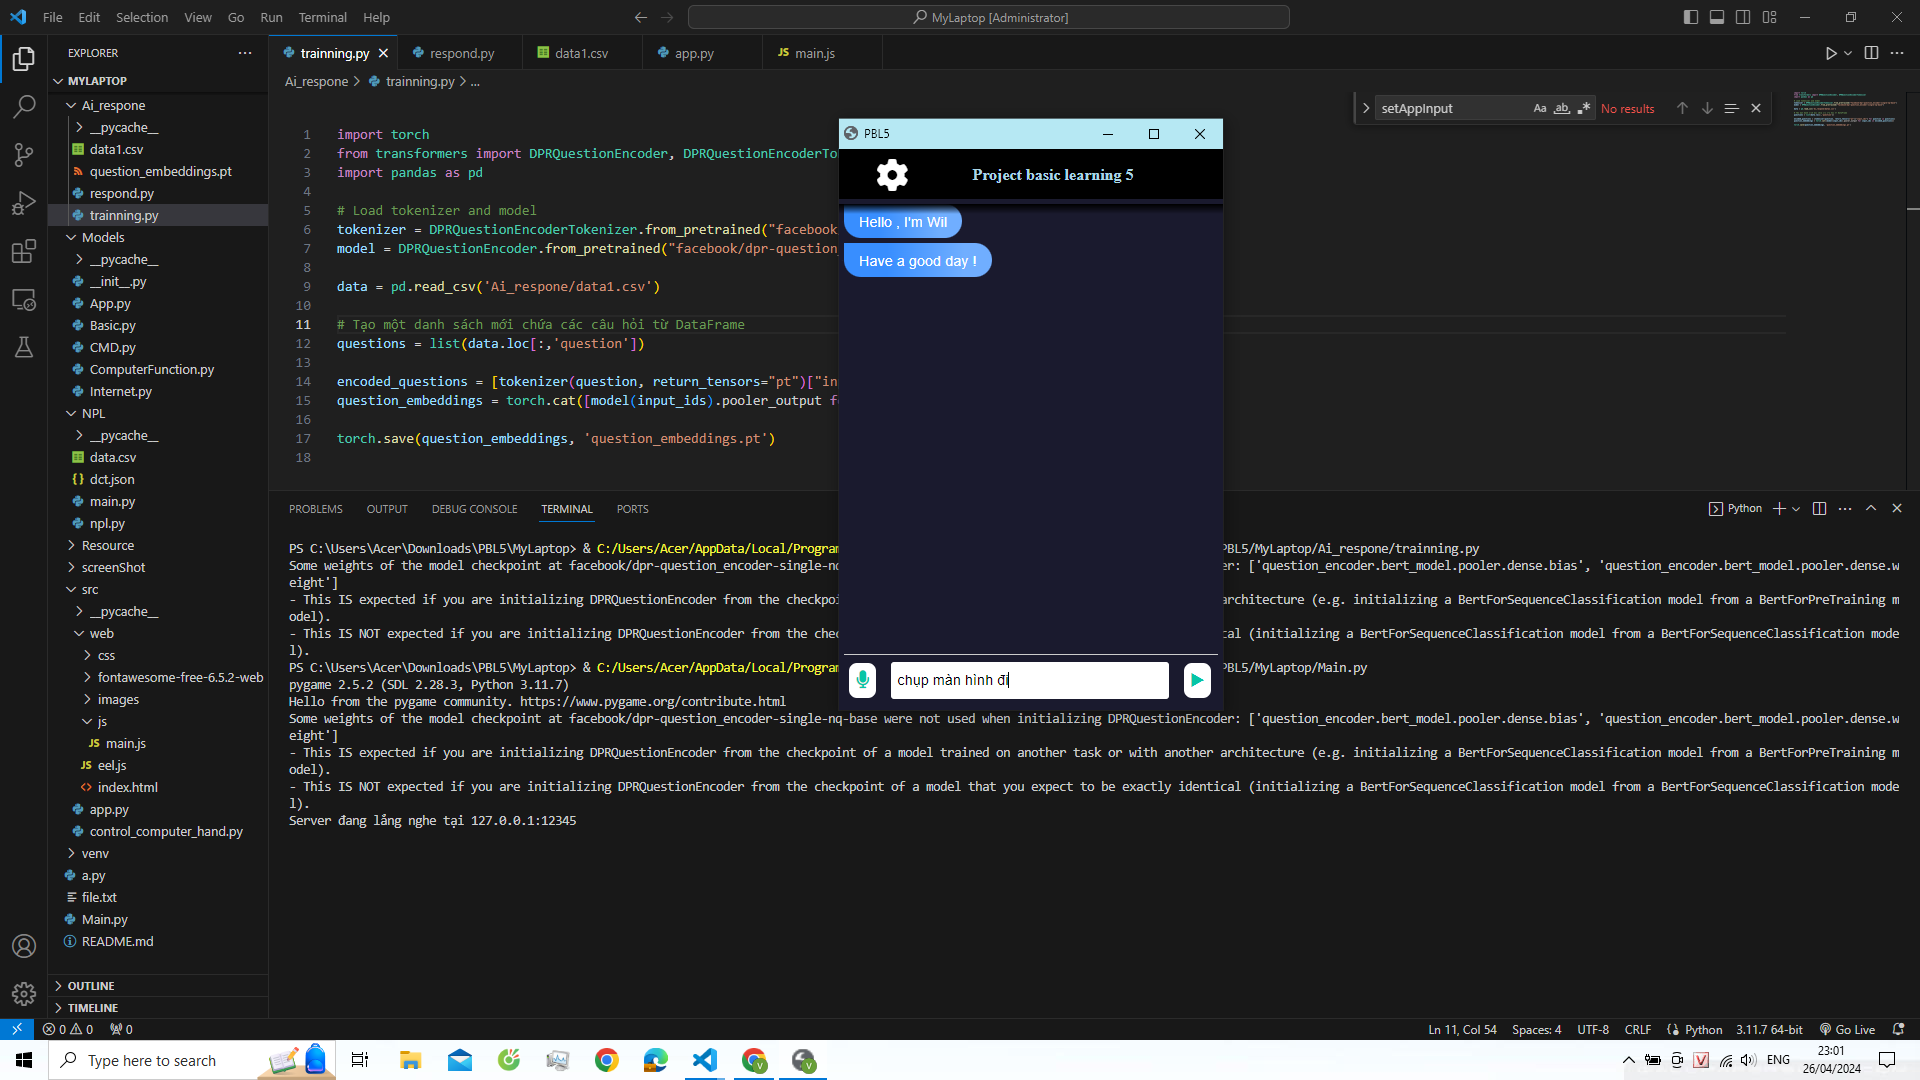 File Edit Selection View Go Run Terminal Help
MyLaptop [Administrator]
EXPLORER
MYLAPTOP
Ai_respone
__pycache__
data1.csv
question_embeddings.pt
respond.py
trainning.py
Models
__pycache__
__init__.py
App.py
Basic.py
CMD.py
ComputerFunction.py
Internet.py
NPL
__pycache__
data.csv
dct.json
main.py
npl.py
Resource
screenShot
src
__pycache__
web
css
fontawesome-free-6.5.2-web
images
js
main.js
eel.js
index.html
app.py
control_computer_hand.py
venv
a.py
file.txt
Main.py
README.md
OUTLINE
TIMELINE
trainning.py respond.py data1.csv app.py main.js
Ai_respone > trainning.py > ...
setAppInput Aa ab No results
1 import torch
2 from transformers import DPRQuestionEncoder, DPRQuestionEncoderTo
3 import pandas as pd
4
5 # Load tokenizer and model
6 tokenizer = DPRQuestionEncoderTokenizer.from_pretrained("facebook
7 model = DPRQuestionEncoder.from_pretrained("facebook/dpr-question_
8
9 data = pd.read_csv('Ai_respone/data1.csv')
10
11 # Tạo một danh sách mới chứa các câu hỏi từ DataFrame
12 questions = list(data.loc[:,'question'])
13
14 encoded_questions = [tokenizer(question, return_tensors="pt")["in
15 question_embeddings = torch.cat([model(input_ids).pooler_output f
16
17 torch.save(question_embeddings, 'question_embeddings.pt')
18
PBL5
Project basic learning 5
Hello , I'm Wil
Have a good day !
chụp màn hình đi
PROBLEMS OUTPUT DEBUG CONSOLE TERMINAL PORTS
Python
PS C:\Users\Acer\Downloads\PBL5\MyLaptop> & C:/Users/Acer/AppData/Local/Program PBL5/MyLaptop/Ai_respone/trainning.py
Some weights of the model checkpoint at facebook/dpr-question_encoder-single-nq er: ['question_encoder.bert_model.pooler.dense.bias', 'question_encoder.bert_model.pooler.dense.w
eight']
- This IS expected if you are initializing DPRQuestionEncoder from the checkpoi architecture (e.g. initializing a BertForSequenceClassification model from a BertForPreTraining m
odel).
- This IS NOT expected if you are initializing DPRQuestionEncoder from the chec cal (initializing a BertForSequenceClassification model from a BertForSequenceClassification mode
l).
PS C:\Users\Acer\Downloads\PBL5\MyLaptop> & C:/Users/Acer/AppData/Local/Program PBL5/MyLaptop/Main.py
pygame 2.5.2 (SDL 2.28.3, Python 3.11.7)
Hello from the pygame community. https://www.pygame.org/contribute.html
Some weights of the model checkpoint at facebook/dpr-question_encoder-single-nq-base were not used when initializing DPRQuestionEncoder: ['question_encoder.bert_model.pooler.dense.bias', 'question_encoder.bert_model.pooler.dense.w
eight']
- This IS expected if you are initializing DPRQuestionEncoder from the checkpoint of a model trained on another task or with another architecture (e.g. initializing a BertForSequenceClassification model from a BertForPreTraining m
odel).
- This IS NOT expected if you are initializing DPRQuestionEncoder from the checkpoint of a model that you expect to be exactly identical (initializing a BertForSequenceClassification model from a BertForSequenceClassification mode
l).
Server đang lắng nghe tại 127.0.0.1:12345
0 0 0
Ln 11, Col 54 Spaces: 4 UTF-8 CRLF Python 3.11.7 64-bit Go Live
Type here to search
ENG
23:01
26/04/2024